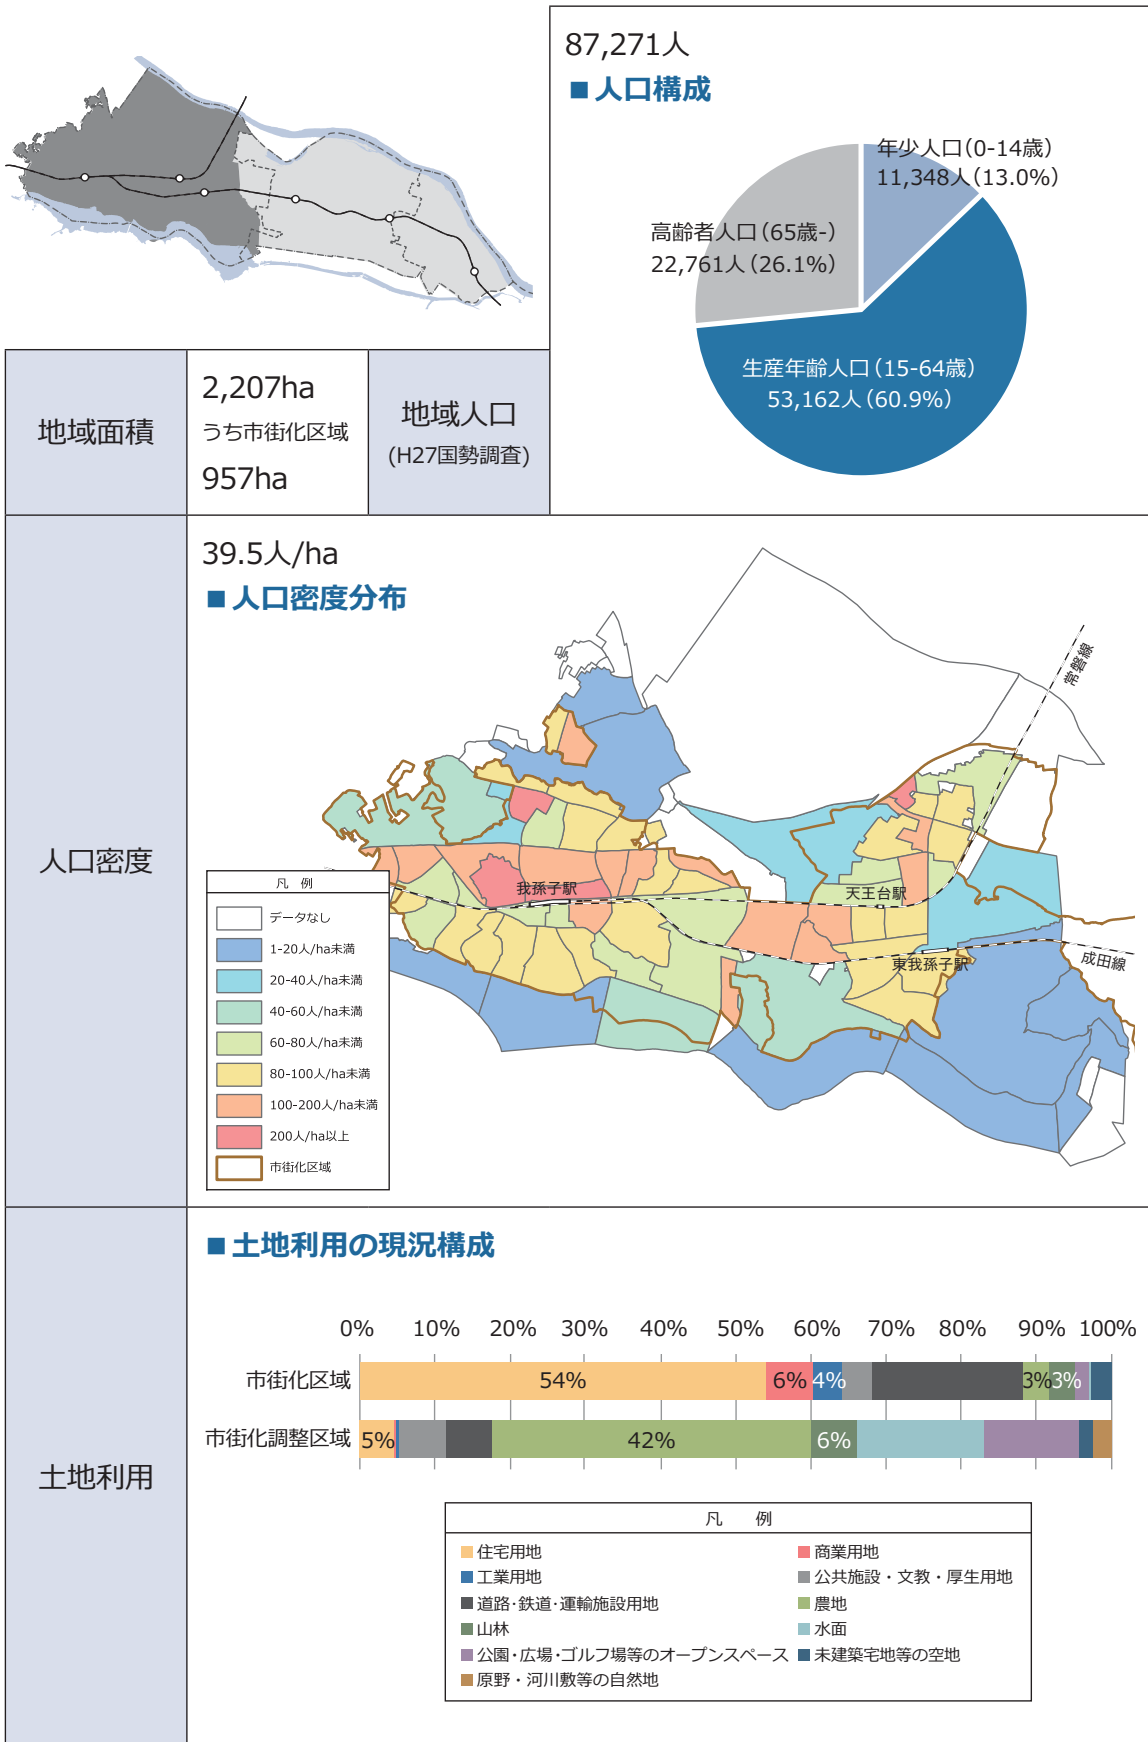 87,271人
■人口構成
年少人口(0-14歳)
11,348人(13.0%)
高齢者人口(65歳-)
22,761人(26.1%)
生産年齢人口(15-64歳)
53,162人(60.9%)
地域面積
2,207ha
うち市街化区域
957ha
地域人口
(H27国勢調査)
人口密度
39.5人/ha
■人口密度分布
常磐線
我孫子駅
天王台駅
東我孫子駅
成田線
凡 例
データなし
1-20人/ha未満
20-40人/ha未満
40-60人/ha未満
60-80人/ha未満
80-100人/ha未満
100-200人/ha未満
200人/ha以上
市街化区域
土地利用
■土地利用の現況構成
0% 10% 20% 30% 40% 50% 60% 70% 80% 90% 100%
市街化区域 54% 6% 4% 3% 3%
市街化調整区域 5% 42% 6%
凡 例
住宅用地 商業用地
工業用地 公共施設・文教・厚生用地
道路・鉄道・運輸施設用地 農地
山林 水面
公園・広場・ゴルフ場等のオープンスペース 未建築宅地等の空地
原野・河川敷等の自然地